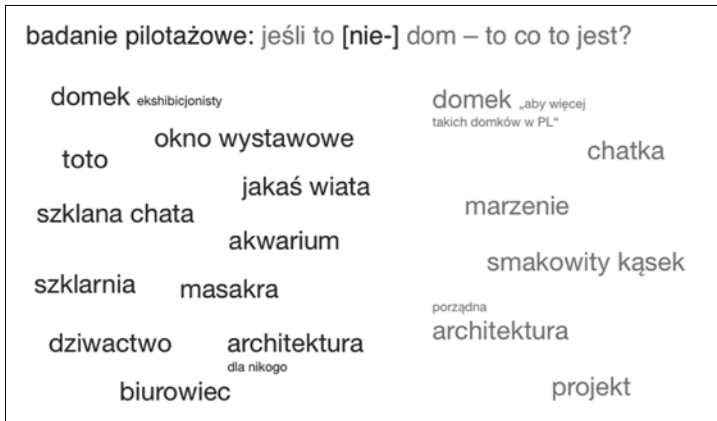 badanie pilotażowe: jeśli to [nie-] dom – to co to jest?
domek ekshibicjonisty
okno wystawowe
toto
jakaś wiata
szklana chata
akwarium
szklarnia
masakra
dziwactwo
architektura
dla nikogo
biurowiec
domek „aby więcej
takich domków w PL“
chatka
marzenie
smakowity kąsek
porządna
architektura
projekt